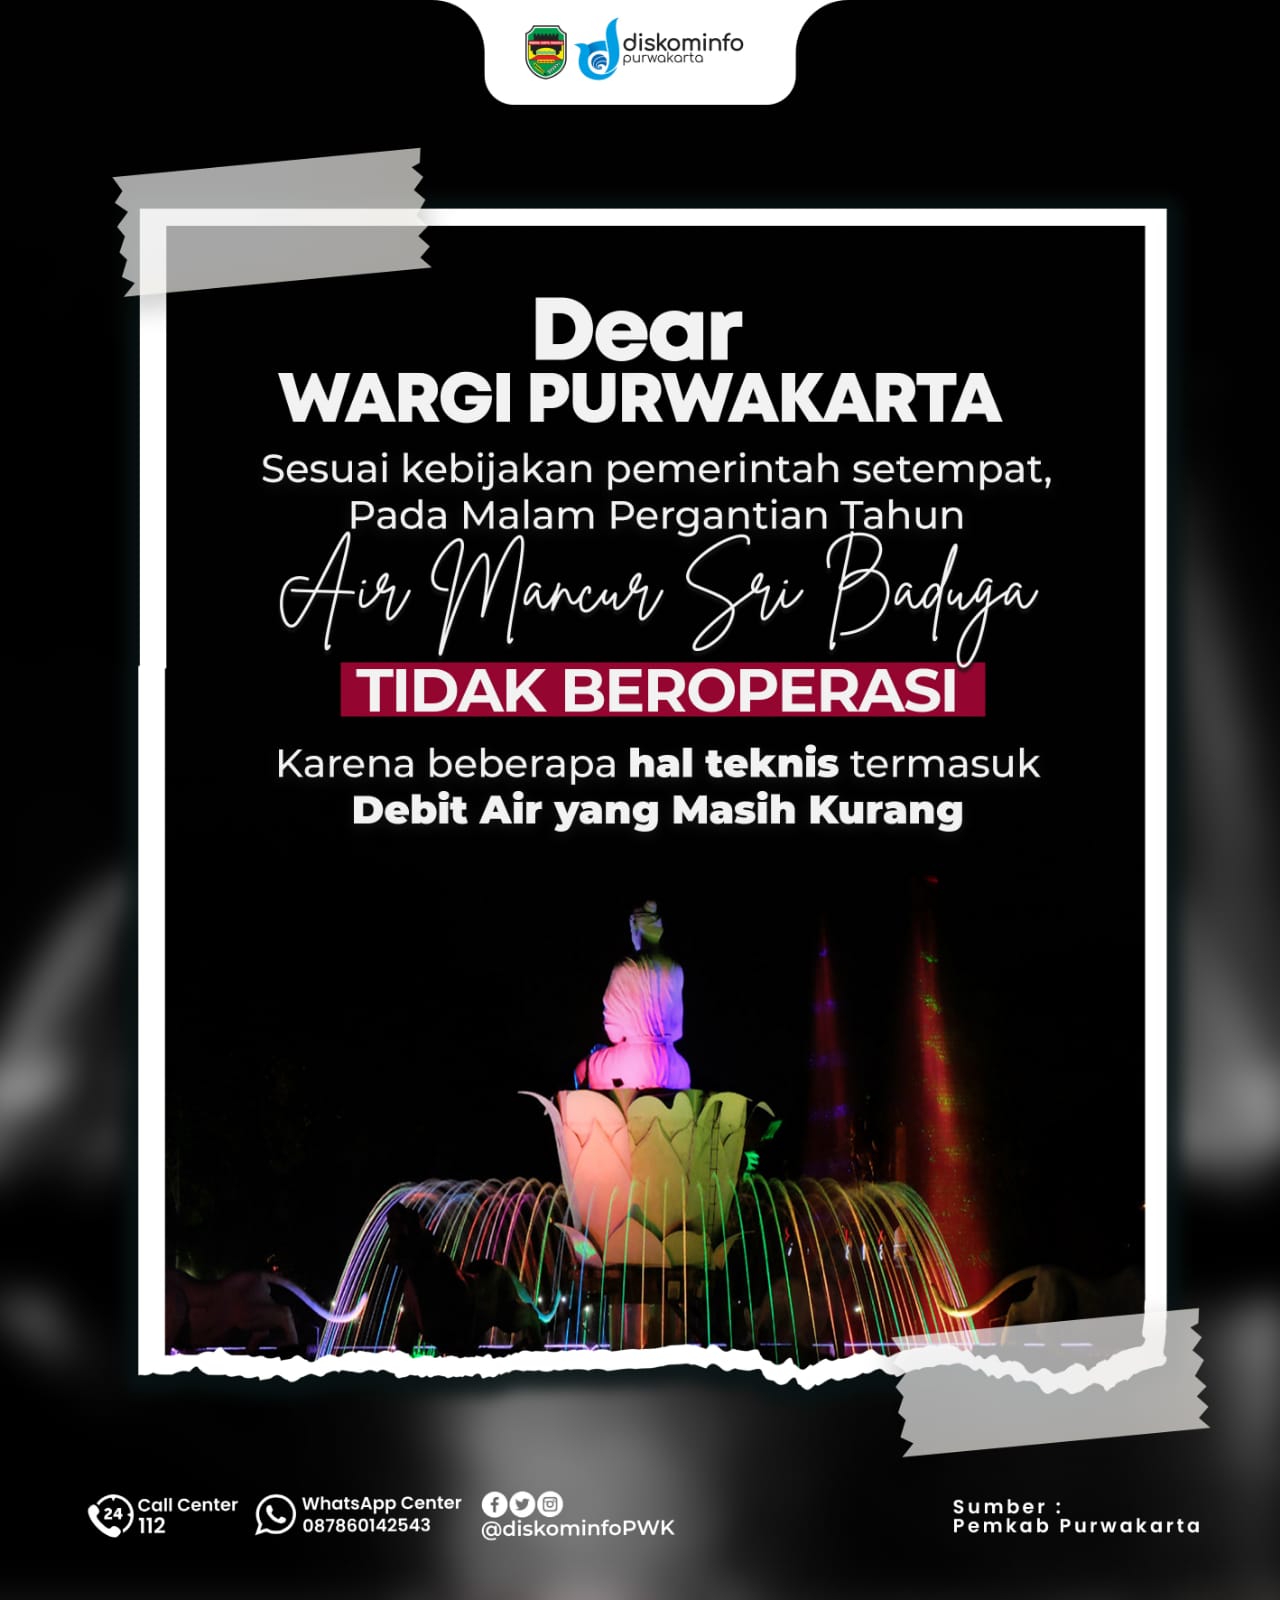 diskominfo
purwakarta
Dear
WARGI PURWAKARTA
Sesuai kebijakan pemerintah setempat,
Pada Malam Pergantian Tahun
Air Mancur Sri Baduga
TIDAK BEROPERASI
Karena beberapa hal teknis termasuk
Debit Air yang Masih Kurang
24
Call Center
112
WhatsApp Center
087860142543
@diskominfoPWK
Sumber :
Pemkab Purwakarta